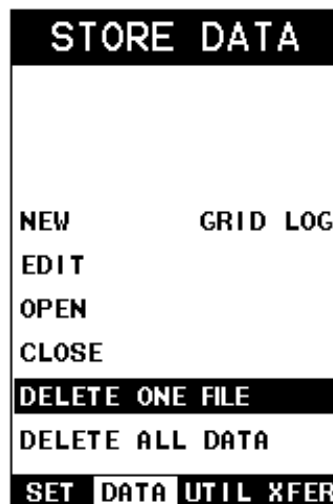 STORE DATA
NEW GRID LOG
EDIT
OPEN
CLOSE
DELETE ONE FILE
DELETE ALL DATA
SET DATA UTIL XFER